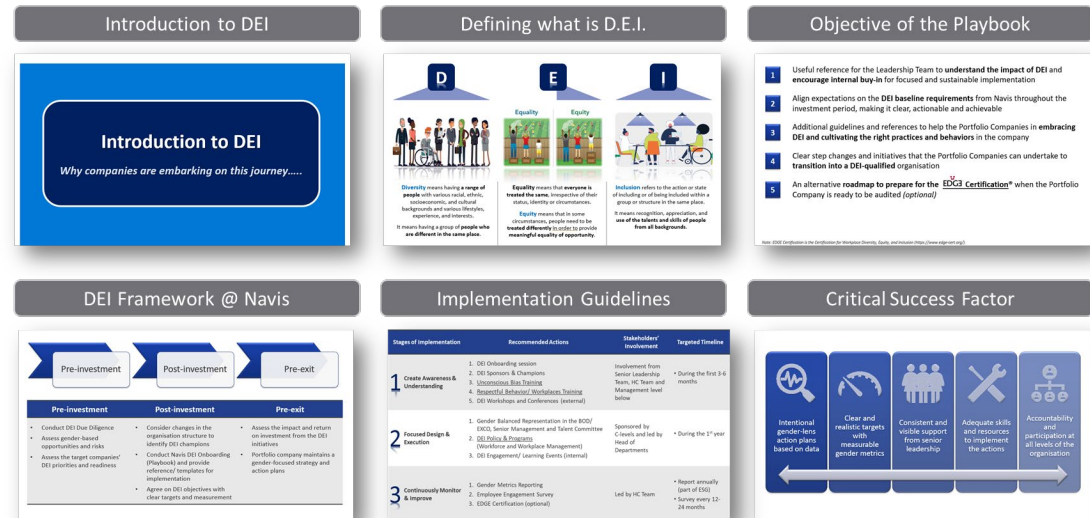 Introduction to DEI
Introduction to DEI
Why companies are embarking on this journey.....
Defining what is D.E.I.
D
E
I
Equality
Equity
Diversity means having a range of
people with various racial, ethnic,
socioeconomic, and cultural
backgrounds and various lifestyles,
experience, and interests.
It means having a group of people who
are different in the same place.
Equality means that everyone is
treated the same, irrespective of their
status, identity or circumstances.
Equity means that in some
circumstances, people need to be
treated differently in order to provide
meaningful equality of opportunity.
Inclusion refers to the action or state
of including or of being included within a
group or structure in the same place.
It means recognition, appreciation, and
use of the talents and skills of people
from all backgrounds.
Objective of the Playbook
1 Useful reference for the Leadership Team to understand the impact of DEI and
encourage internal buy-in for focused and sustainable implementation
2 Align expectations on the DEI baseline requirements from Navis throughout the
investment period, making it clear, actionable and achievable
3 Additional guidelines and references to help the Portfolio Companies in embracing
DEI and cultivating the right practices and behaviors in the company
4 Clear step changes and initiatives that the Portfolio Companies can undertake to
transition into a DEI-qualified organisation
5 An alternative roadmap to prepare for the EDG3 Certification* when the Portfolio
Company is ready to be audited (optional)
Note: EDGE Certification is the Certification for Workplace Diversity, Equity, and Inclusion (https://www.edge-cert.org/)
DEI Framework @ Navis
Pre-investment
Post-investment
Pre-exit
Pre-investment
• Conduct DEI Due Diligence
• Assess gender-based
opportunities and risks
• Assess the target companies'
DEI priorities and readiness
Post-investment
• Consider changes in the
organisation structure to
identify DEI champions
• Conduct Navis DEI Onboarding
(Playbook) and provide
reference/ templates for
implementation
• Agree on DEI objectives with
clear targets and measurement
Pre-exit
• Assess the impact and return
on investment from the DEI
initiatives
• Portfolio company maintains a
gender-focused strategy and
action plans
Implementation Guidelines
Stages of Implementation
Recommended Actions
Stakeholders'
Involvement
Targeted Timeline
1 Create Awareness &
Understanding
1. DEI Onboarding session
2. DEI Sponsors & Champions
3. Unconscious Bias Training
4. Respectful Behavior/ Workplaces Training
5. DEI Workshops and Conferences (external)
Involvement from
Senior Leadership
Team, HC Team and
Management level
below
• During the first 3-6
months
2 Focused Design &
Execution
1. Gender Balanced Representation in the BOD/
EXCO, Senior Management and Talent Committee
2. DEI Policy & Programs
(Workforce and Workplace Management)
3. DEI Engagement/ Learning Events (internal)
Sponsored by
C-levels and led by
Head of
Departments
• During the 1st year
3 Continuously Monitor
& Improve
1. Gender Metrics Reporting
2. Employee Engagement Survey
3. EDGE Certification (optional)
Led by HC Team
• Report annually
(part of ESG)
• Survey every 12-
24 months
Critical Success Factor
Intentional
gender-lens
action plans
based on data
Clear and
realistic targets
with
measurable
gender metrics
Consistent and
visible support
from senior
leadership
Adequate skills
and resources
to implement
the actions
Accountability
and
participation at
all levels of the
organisation